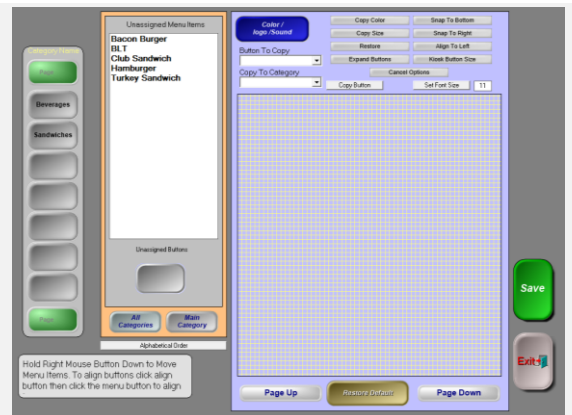 Category Name
Page
Beverages
Sandwiches
Page
Unassigned Menu Items
Bacon Burger
BLT
Club Sandwich
Hamburger
Turkey Sandwich
Unassigned Buttons
All
Categories
Main
Category
Alphabetical Order
Color /
logo /Sound
Button To Copy
Copy To Category
Copy Color
Snap To Bottom
Copy Size
Snap To Right
Restore
Align To Left
Expand Buttons
Kiosk Button Size
Cancel Options
Copy Button
Set Font Size
11
Page Up
Restore Defaults
Page Down
Save
Exit
Hold Right Mouse Button Down to Move
Menu Items. To align buttons click align
button then click the menu button to align